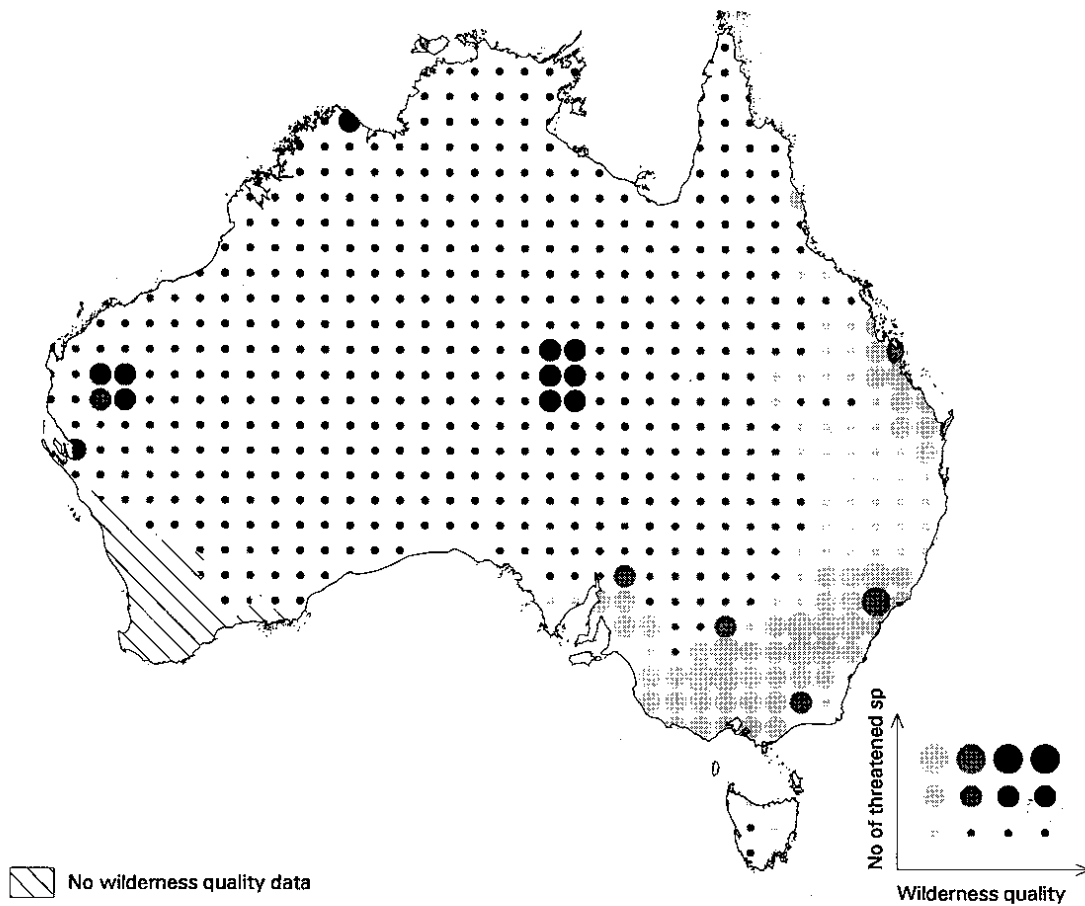 No of threatened sp
No wilderness quality data
Wilderness quality